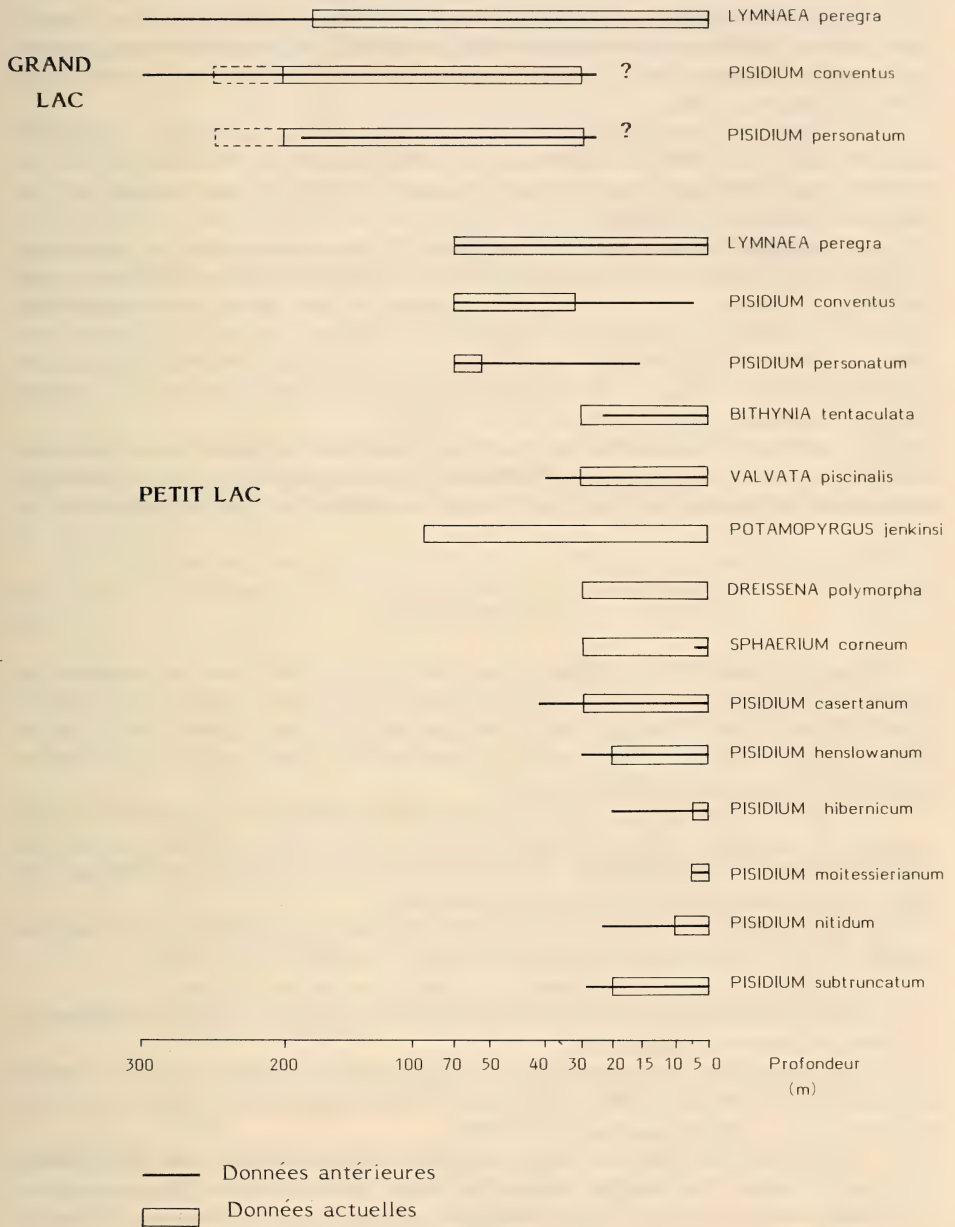 LYMNAEA peregra
GRAND
LAC
PISIDIUM conventus
?
PISIDIUM personatum
?
LYMNAEA peregra
PISIDIUM conventus
PISIDIUM personatum
BITHYNIA tentaculata
VALVATA piscinalis
PETIT LAC
POTAMOPYRGUS jenkinsi
DREISSENA polymorpha
SPHAERIUM corneum
PISIDIUM casertanum
PISIDIUM henslowanum
PISIDIUM hibernicum
PISIDIUM moitessierianum
PISIDIUM nitidum
PISIDIUM subtruncatum
300 200 100 70 50 40 30 20 15 10 5 0 Profondeur
(m)
Données antérieures
Données actuelles